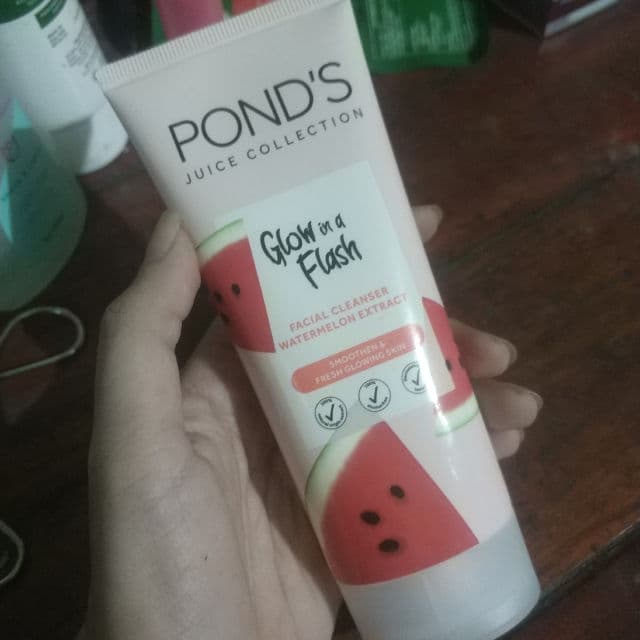 POND'S
JUICE COLLECTION
Glow in a
Flash
FACIAL CLEANSER
WATERMELON EXTRACT
SMOOTHEN &
FRESH GLOWING SKIN